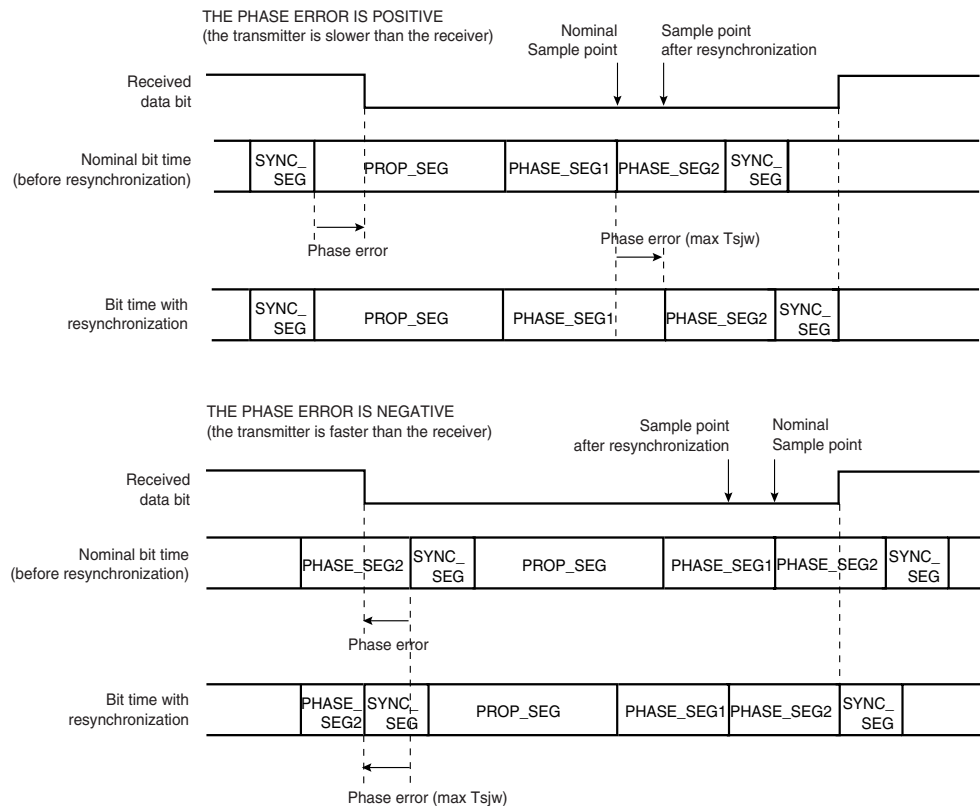 THE PHASE ERROR IS POSITIVE
(the transmitter is slower than the receiver)
Nominal
Sample point
Sample point
after resynchronization
Received
data bit
Nominal bit time
(before resynchronization)
SYNC_
SEG
PROP_SEG
PHASE_SEG1
PHASE_SEG2
SYNC_
SEG
Phase error
Phase error (max Tsjw)
Bit time with
resynchronization
SYNC_
SEG
PROP_SEG
PHASE_SEG1
PHASE_SEG2
SYNC_
SEG
THE PHASE ERROR IS NEGATIVE
(the transmitter is faster than the receiver)
Sample point
after resynchronization
Nominal
Sample point
Received
data bit
Nominal bit time
(before resynchronization)
PHASE_SEG2
SYNC_
SEG
PROP_SEG
PHASE_SEG1
PHASE_SEG2
SYNC_
SEG
Phase error
Bit time with
resynchronization
PHASE_
SEG2
SYNC_
SEG
PROP_SEG
PHASE_SEG1
PHASE_SEG2
SYNC_
SEG
Phase error (max Tsjw)